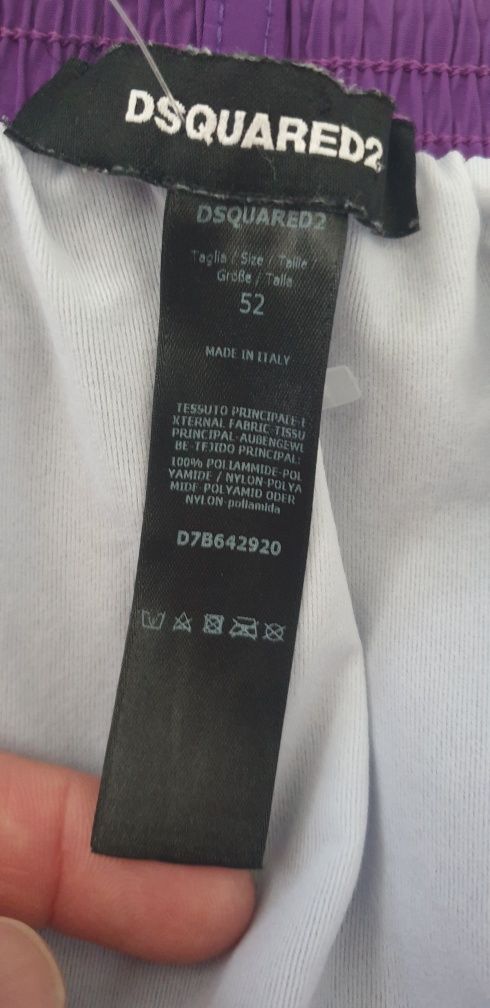 DSQUARED2
DSQUARED2
Taglia / Size / Taille /
Größe / Talla
52
MADE IN ITALY
TESSUTO PRINCIPALE-E
XTERNAL FABRIC-TISSU
PRINCIPAL-AUßENGEWE
BE-TEJIDO PRINCIPAL:
100% POLIAMMIDE-POL
YAMIDE / NYLON-POLYA
MIDE-POLYAMID ODER
NYLON-poliamida
D7B642920